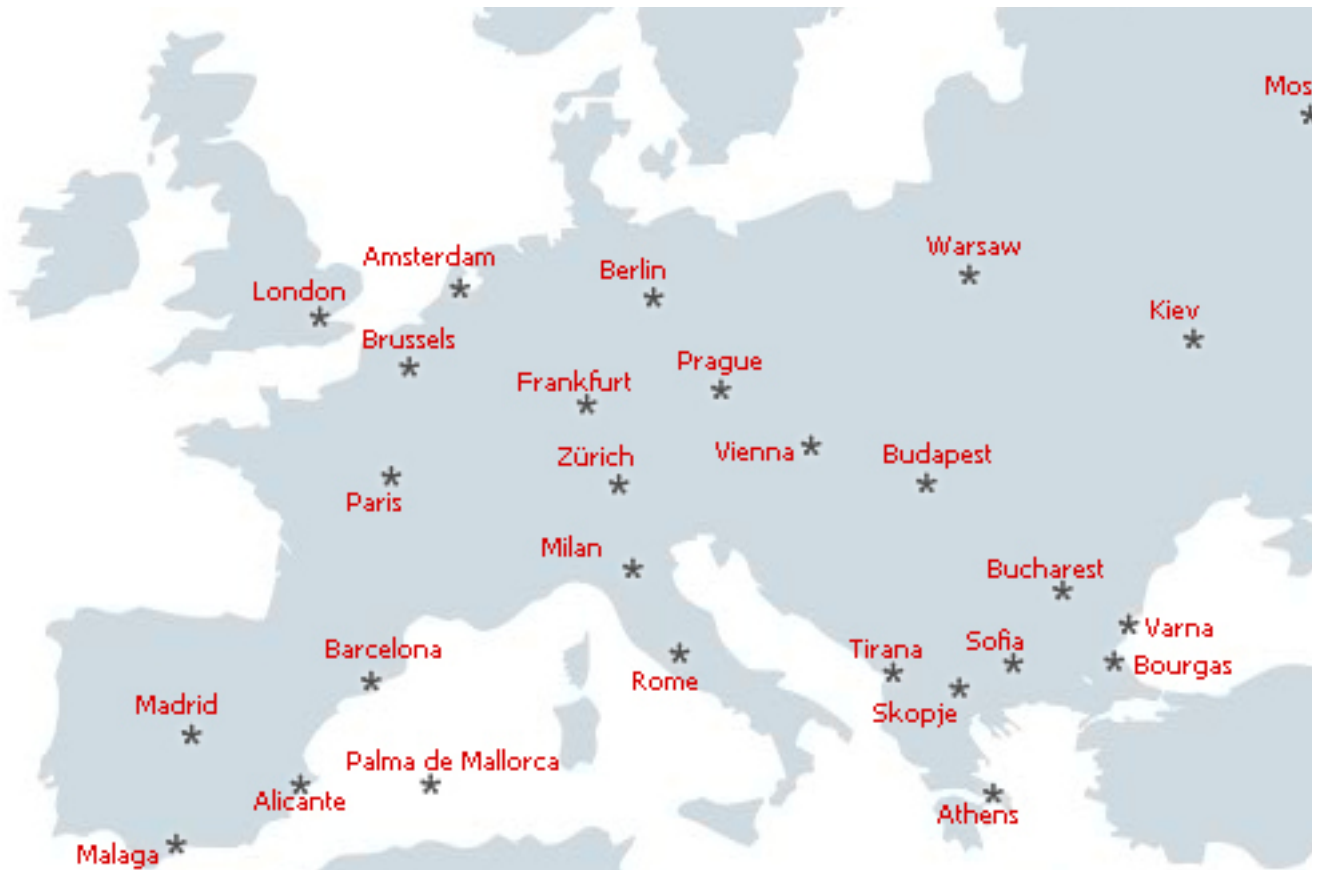 Mos
Warsaw
Amsterdam
Berlin
London
Kiev
Brussels
Prague
Frankfurt
Vienna
Budapest
Zürich
Paris
Milan
Bucharest
Varna
Sofia
Tirana
Barcelona
Bourgas
Rome
Madrid
Skopje
Palma de Mallorca
Alicante
Athens
Malaga